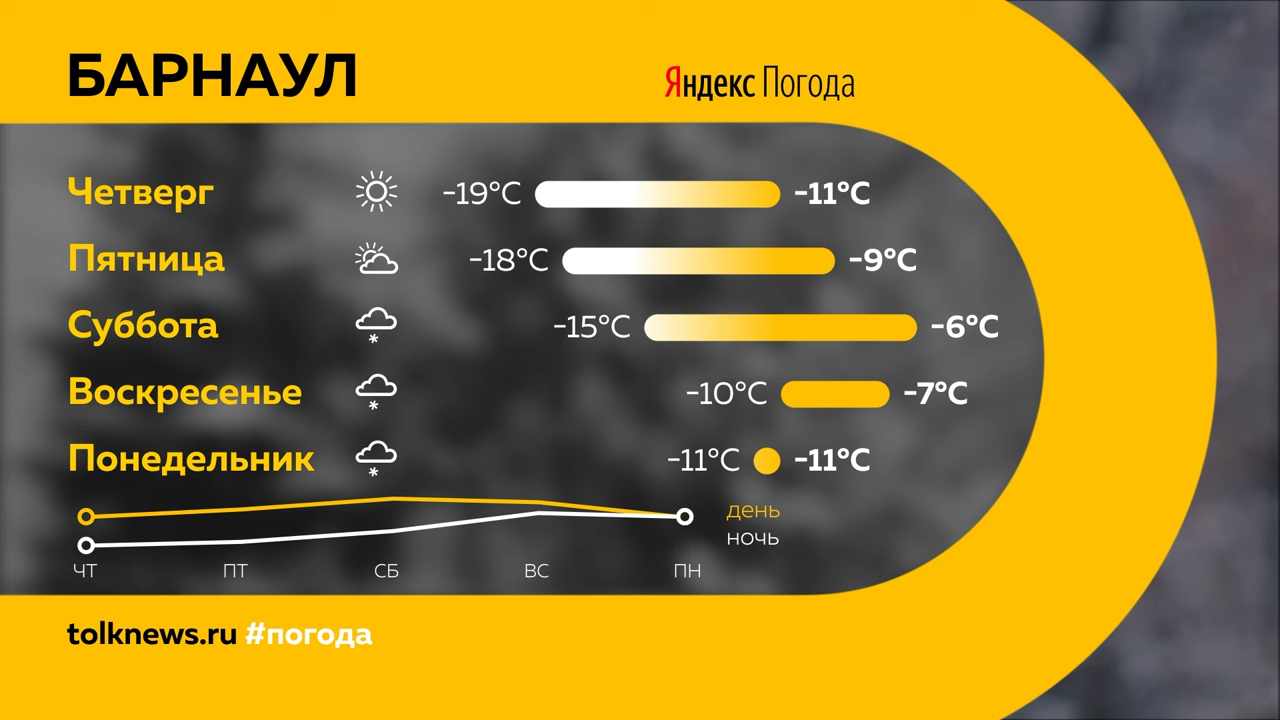 БАРНАУЛ
Яндекс Погода
Четверг -19°C -11°C
Пятница -18°C -9°C
Суббота -15°C -6°C
Воскресенье -10°C -7°C
Понедельник -11°C -11°C
день
ночь
ЧТ ПТ СБ ВС ПН
tolknews.ru #погода